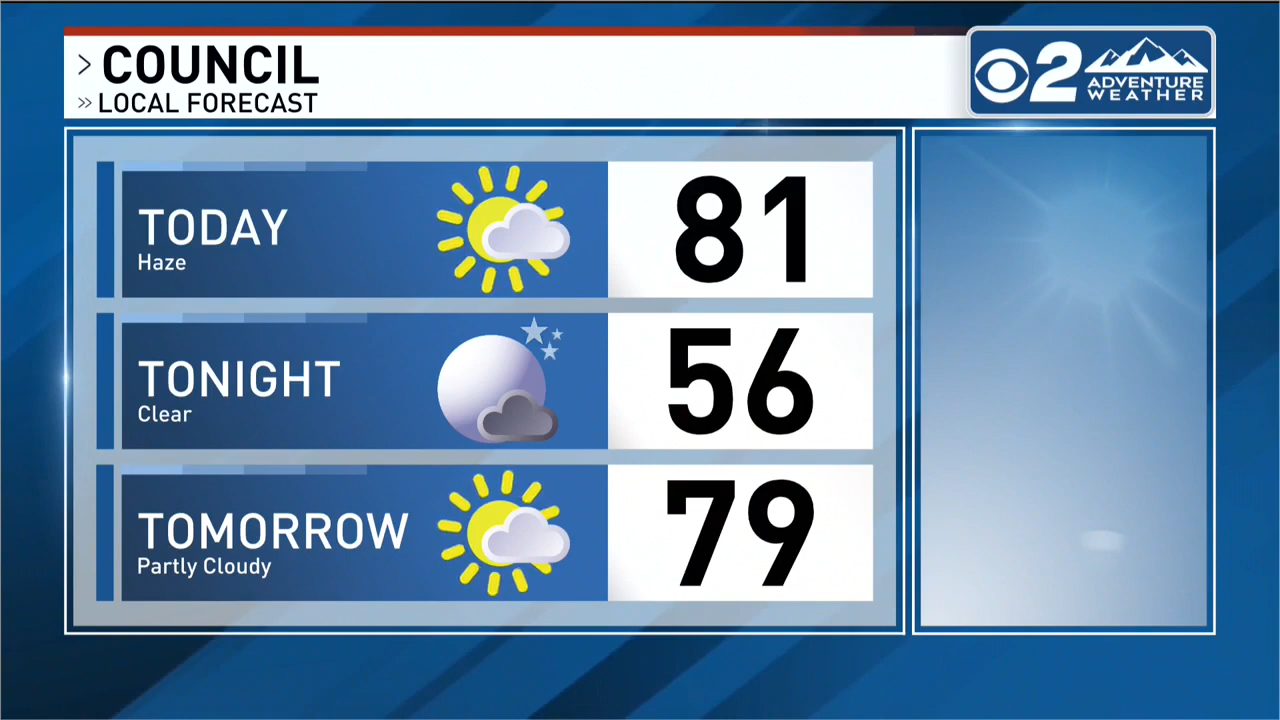 > COUNCIL
» LOCAL FORECAST
2 ADVENTURE
WEATHER
TODAY
Haze
81
TONIGHT
Clear
56
TOMORROW
Partly Cloudy
79